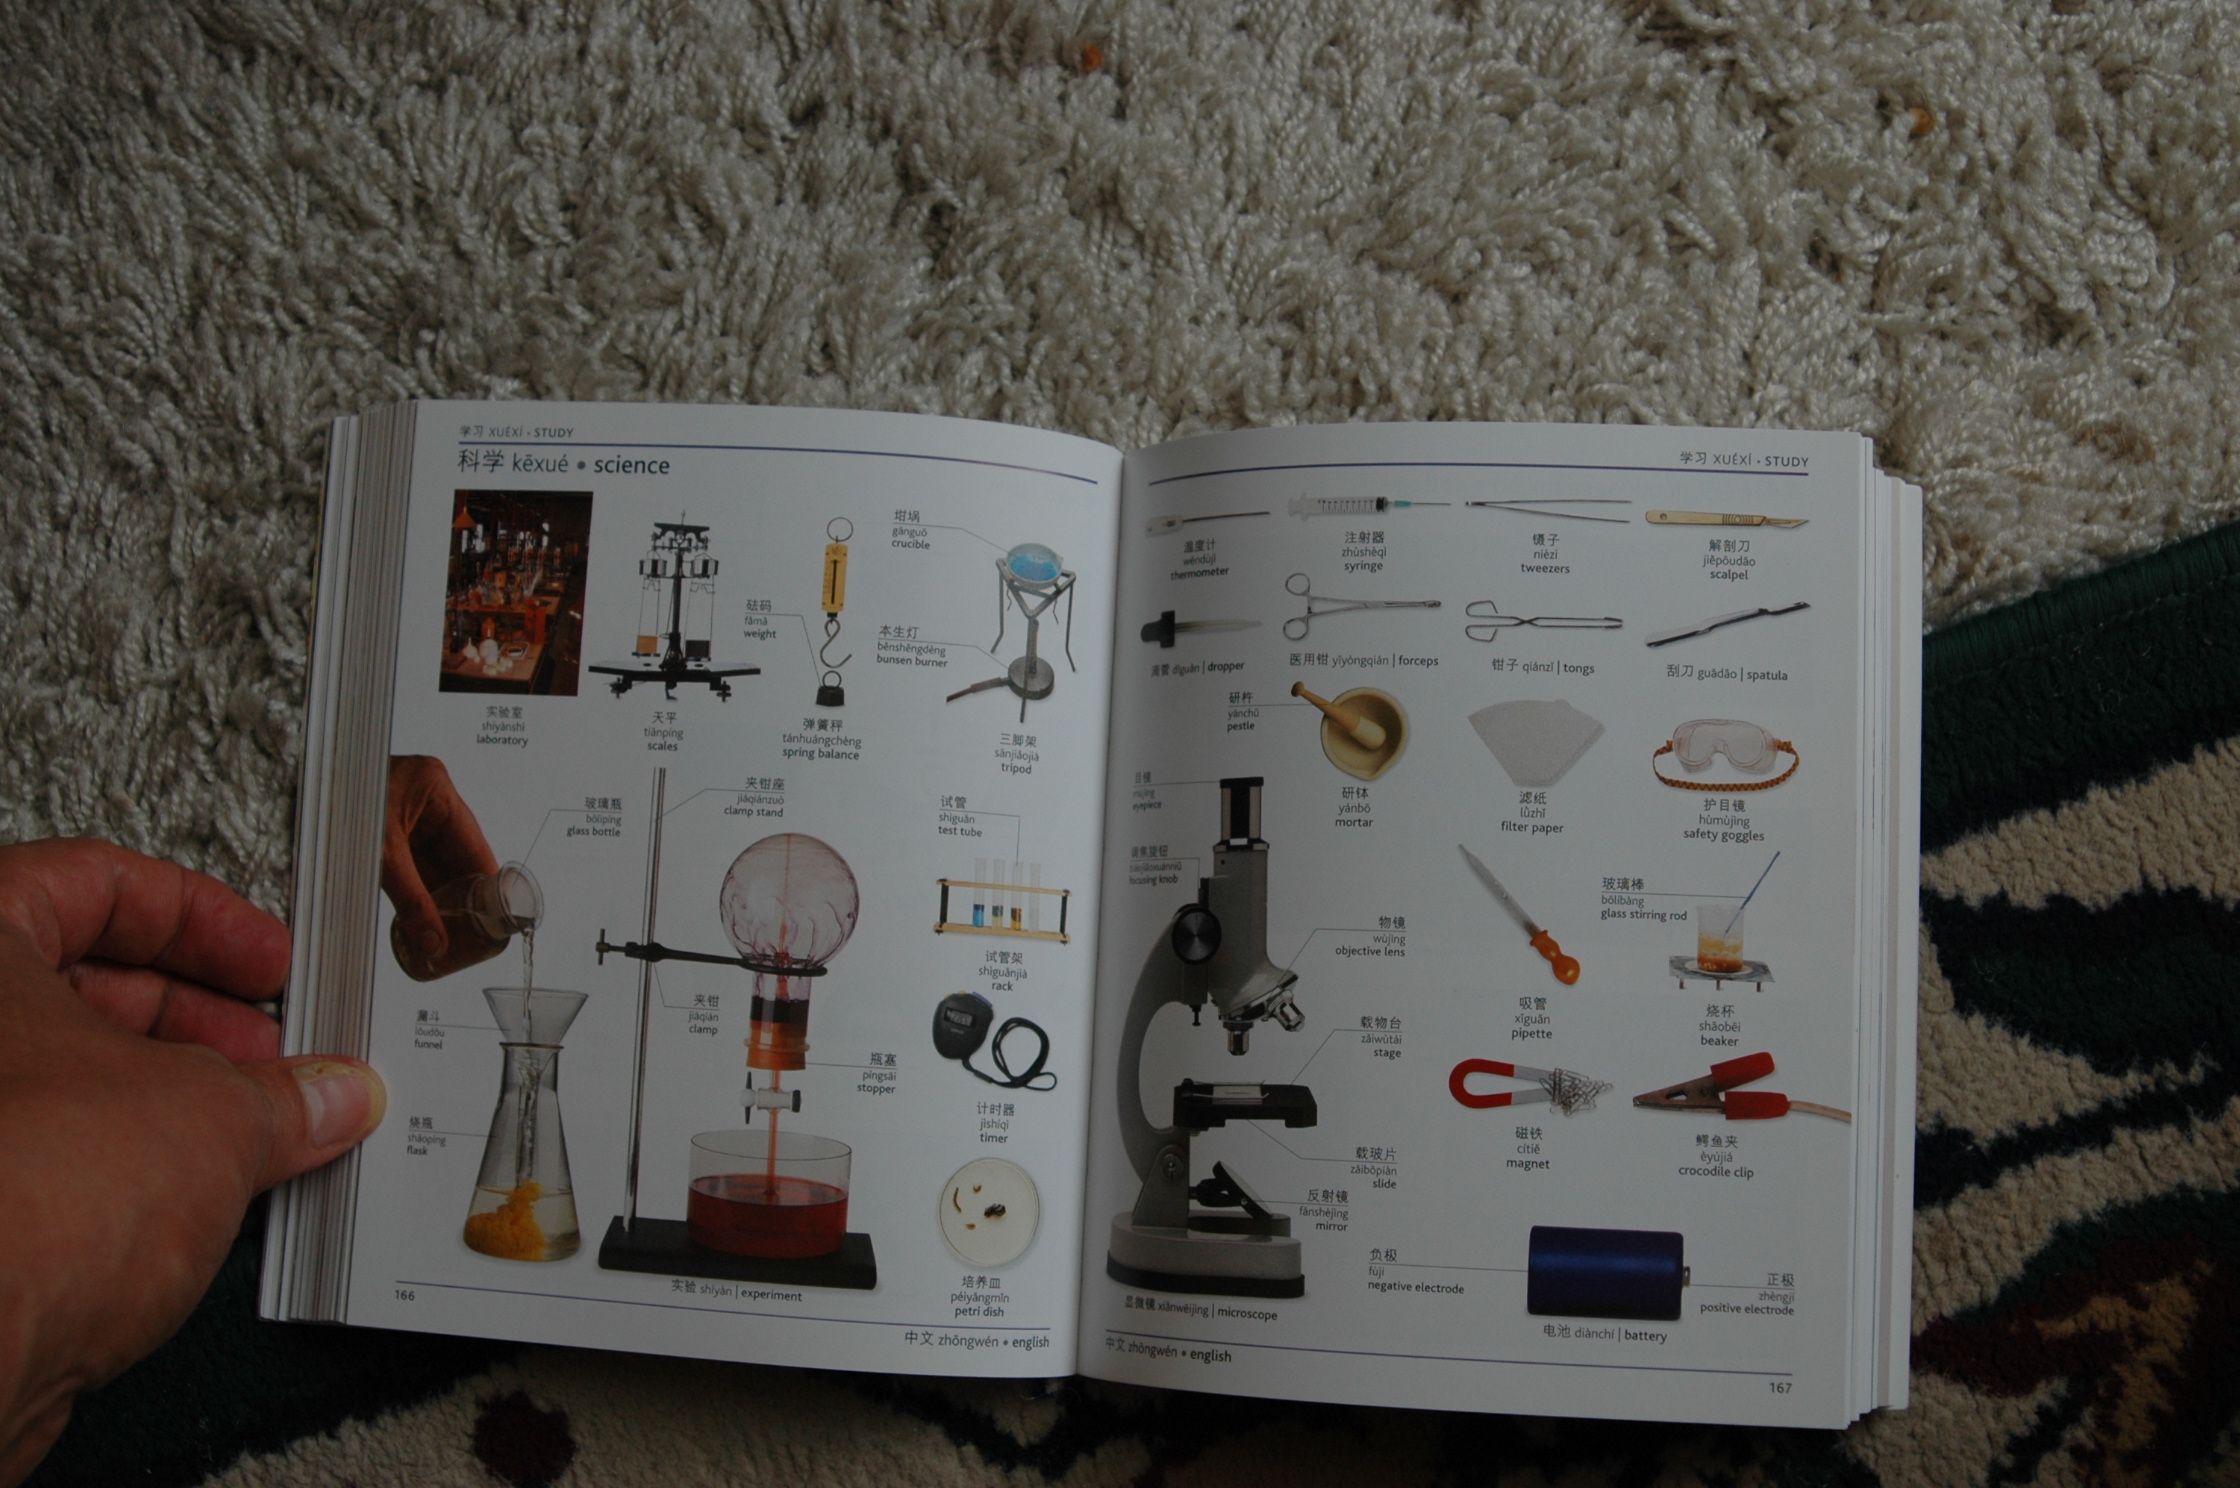 学习 XUÉXÍ • STUDY
科学 kēxué • science
实验室
shíyànshì
laboratory
天平
tiānpíng
scales
砝码
fǎmǎ
weight
弹簧秤
tánhuángchèng
spring balance
坩埚
gānguō
crucible
本生灯
běnshēngdēng
bunsen burner
三脚架
sānjiǎojià
tripod
玻璃瓶
bōlípíng
glass bottle
漏斗
lòudǒu
funnel
烧瓶
shāopíng
flask
夹钳座
jiāqiánzuò
clamp stand
夹钳
jiāqián
clamp
瓶塞
píngsāi
stopper
实验 shíyàn | experiment
试管
shìguǎn
test tube
试管架
shìguǎnjià
rack
计时器
jìshíqì
timer
培养皿
péiyǎngmǐn
petri dish
166
中文 zhōngwén • english
学习 XUÉXÍ • STUDY
温度计
wēndùjì
thermometer
注射器
zhùshèqì
syringe
镊子
nièzi
tweezers
解剖刀
jiěpōudāo
scalpel
滴管 dīguǎn | dropper
医用钳 yīyòngqián | forceps
钳子 qiánzi | tongs
刮刀 guādāo | spatula
研杵
yánchǔ
pestle
研钵
yánbō
mortar
滤纸
lǜzhǐ
filter paper
护目镜
hùmùjìng
safety goggles
目镜
mùjìng
eyepiece
调焦旋钮
tiáojiāoxuánniǔ
focusing knob
物镜
wùjìng
objective lens
载物台
zàiwùtái
stage
载玻片
zàibōpiàn
slide
反射镜
fǎnshèjìng
mirror
显微镜 xiǎnwēijìng | microscope
吸管
xīguǎn
pipette
玻璃棒
bōlíbàng
glass stirring rod
烧杯
shāobēi
beaker
磁铁
cítiě
magnet
鳄鱼夹
èyújiā
crocodile clip
负极
fùjí
negative electrode
正极
zhèngjí
positive electrode
电池 diànchí | battery
中文 zhōngwén • english
167